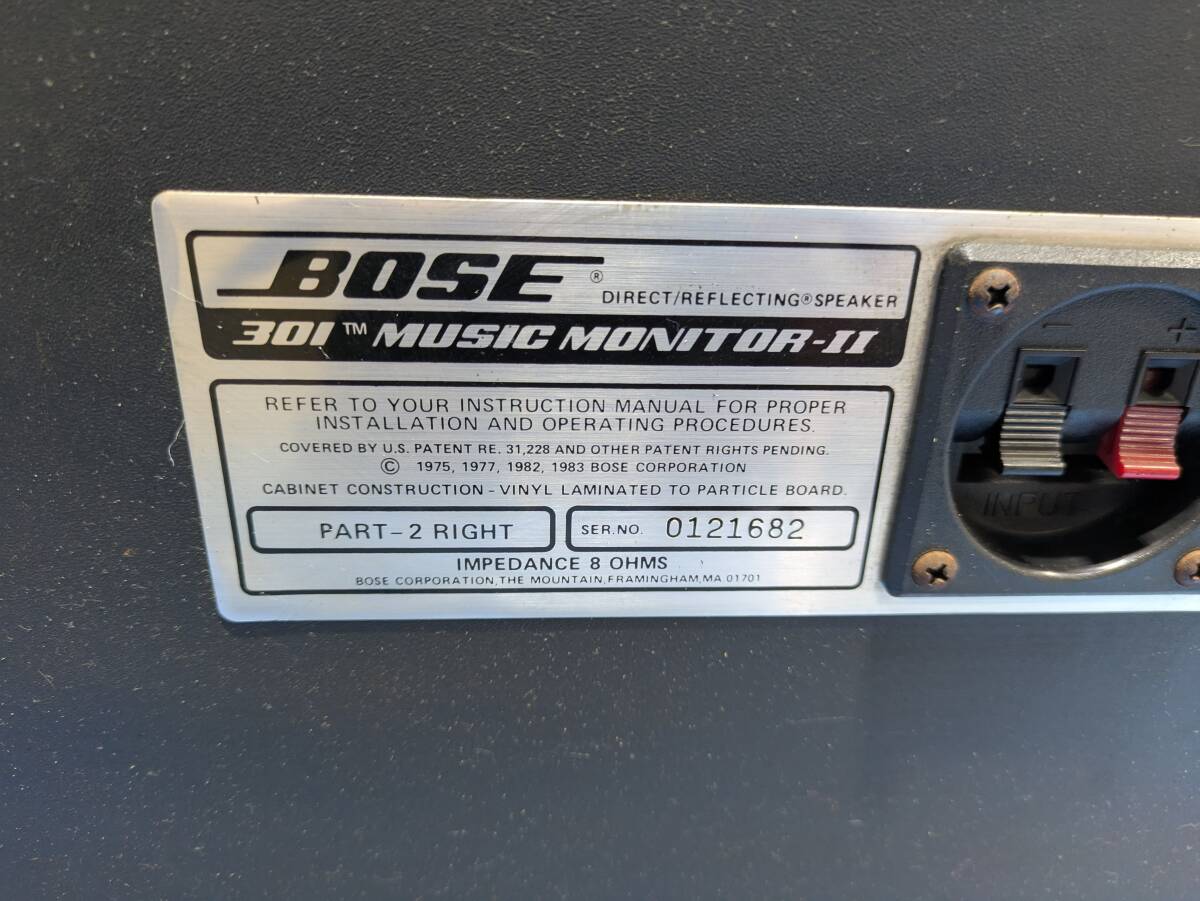 BOSE®
DIRECT/REFLECTING® SPEAKER
301™ MUSIC MONITOR-II
REFER TO YOUR INSTRUCTION MANUAL FOR PROPER
INSTALLATION AND OPERATING PROCEDURES.
COVERED BY U.S. PATENT RE. 31,228 AND OTHER PATENT RIGHTS PENDING.
© 1975, 1977, 1982, 1983 BOSE CORPORATION
CABINET CONSTRUCTION - VINYL LAMINATED TO PARTICLE BOARD.
PART-2 RIGHT
SER.NO. 0121682
IMPEDANCE 8 OHMS
BOSE CORPORATION, THE MOUNTAIN, FRAMINGHAM, MA 01701
- +
INPUT